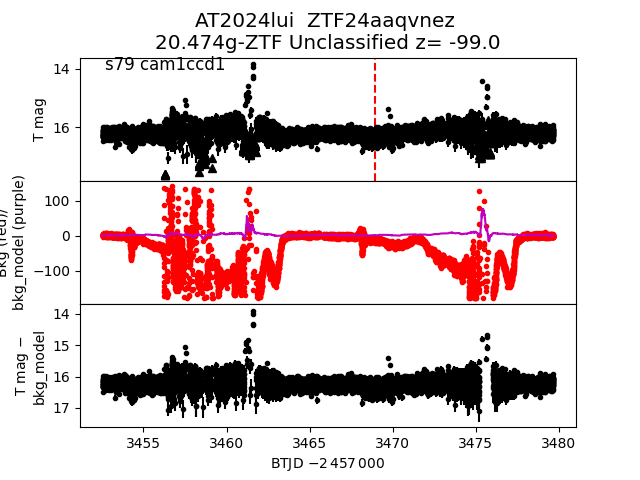 AT2024lui  ZTF24aaqvnez
20.474g-ZTF Unclassified z= -99.0
s79 cam1ccd1
14
16
T mag
100
0
−100
Bkg (red)/
bkg_model (purple)
14
15
16
17
T mag −
bkg_model
3455 3460 3465 3470 3475 3480
BTJD −2 457 000